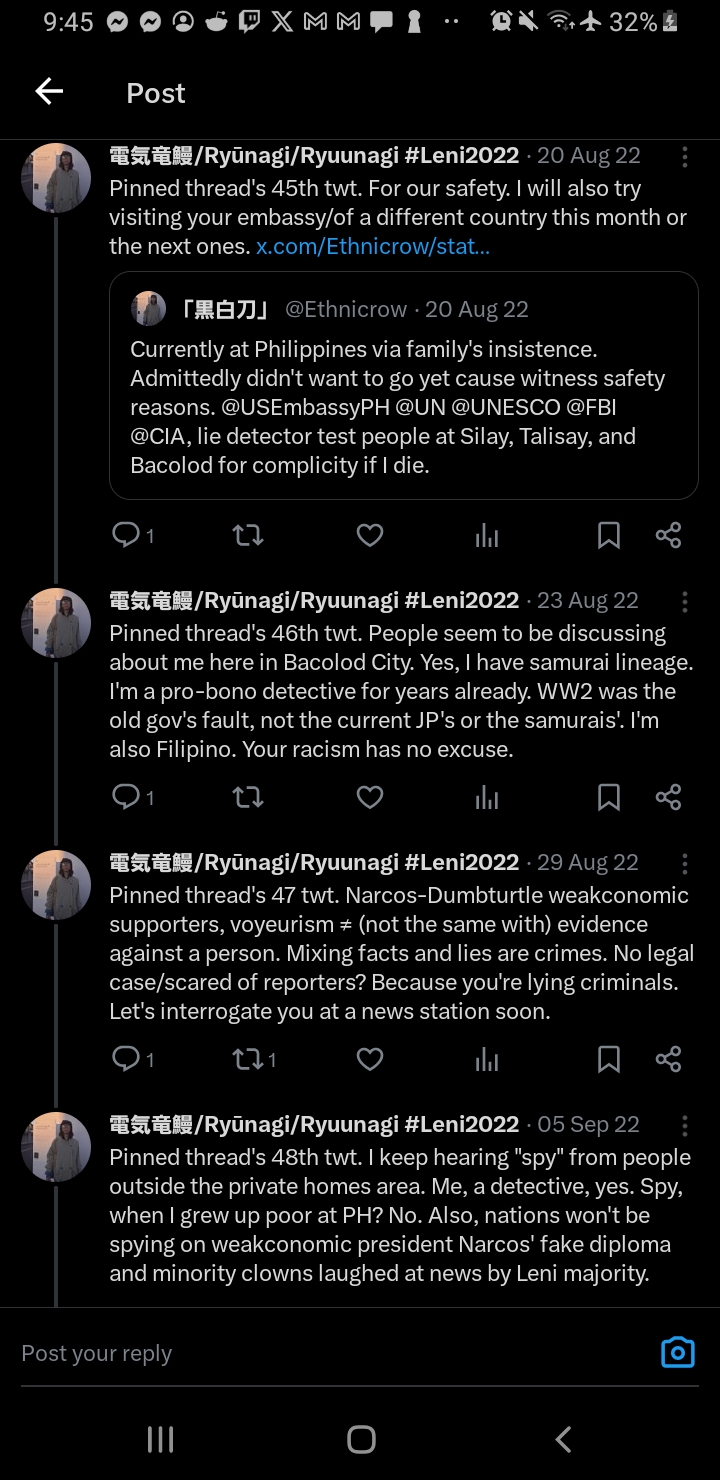 9:45
32%
Post
電気竜鰻/Ryūnagi/Ryuunagi #Leni2022 · 20 Aug 22
Pinned thread's 45th twt. For our safety. I will also try
visiting your embassy/of a different country this month or
the next ones. x.com/Ethnicrow/stat...
「黒白刀」 @Ethnicrow · 20 Aug 22
Currently at Philippines via family's insistence.
Admittedly didn't want to go yet cause witness safety
reasons. @USEmbassyPH @UN @UNESCO @FBI
@CIA, lie detector test people at Silay, Talisay, and
Bacolod for complicity if I die.
1
電気竜鰻/Ryūnagi/Ryuunagi #Leni2022 · 23 Aug 22
Pinned thread's 46th twt. People seem to be discussing
about me here in Bacolod City. Yes, I have samurai lineage.
I'm a pro-bono detective for years already. WW2 was the
old gov's fault, not the current JP's or the samurais'. I'm
also Filipino. Your racism has no excuse.
1
電気竜鰻/Ryūnagi/Ryuunagi #Leni2022 · 29 Aug 22
Pinned thread's 47 twt. Narcos-Dumbturtle weakconomic
supporters, voyeurism ≠ (not the same with) evidence
against a person. Mixing facts and lies are crimes. No legal
case/scared of reporters? Because you're lying criminals.
Let's interrogate you at a news station soon.
1 1
電気竜鰻/Ryūnagi/Ryuunagi #Leni2022 · 05 Sep 22
Pinned thread's 48th twt. I keep hearing "spy" from people
outside the private homes area. Me, a detective, yes. Spy,
when I grew up poor at PH? No. Also, nations won't be
spying on weakconomic president Narcos' fake diploma
and minority clowns laughed at news by Leni majority.
Post your reply